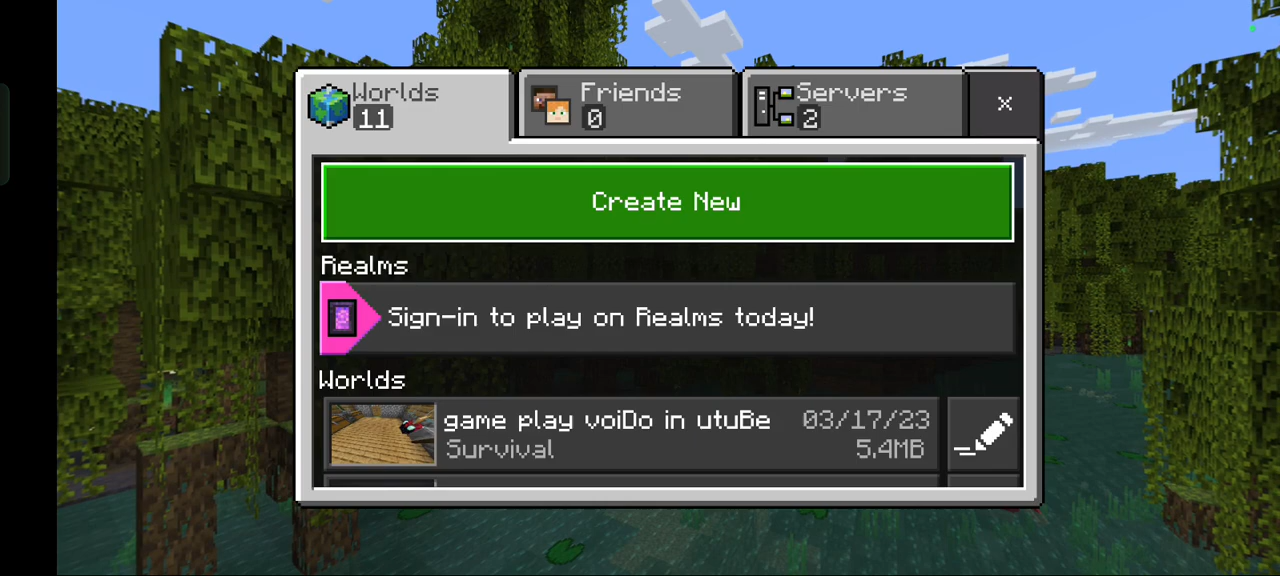 Worlds
11
Friends
0
Servers
2
Create New
Realms
Sign-in to play on Realms today!
Worlds
game play voiDo in utuBe 03/17/23
Survival 5.4MB